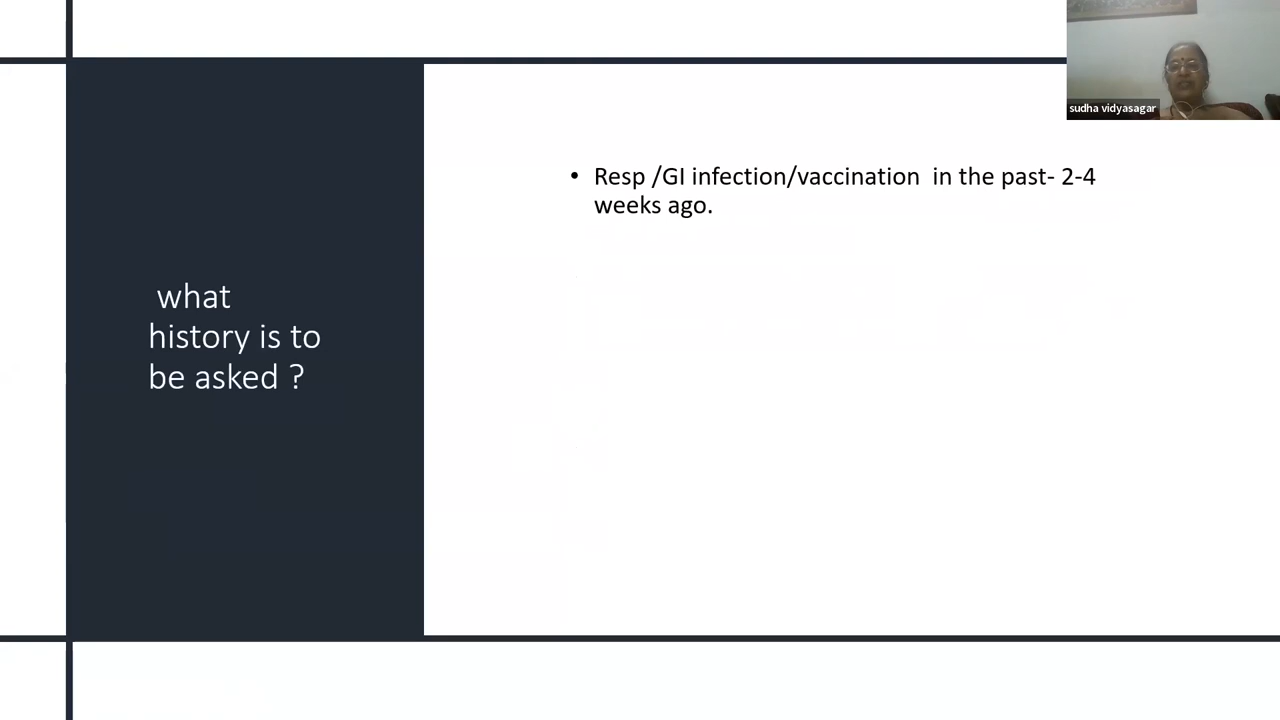 sudha vidyasagar
• Resp /GI infection/vaccination  in the past- 2-4
weeks ago.
what
history is to
be asked ?